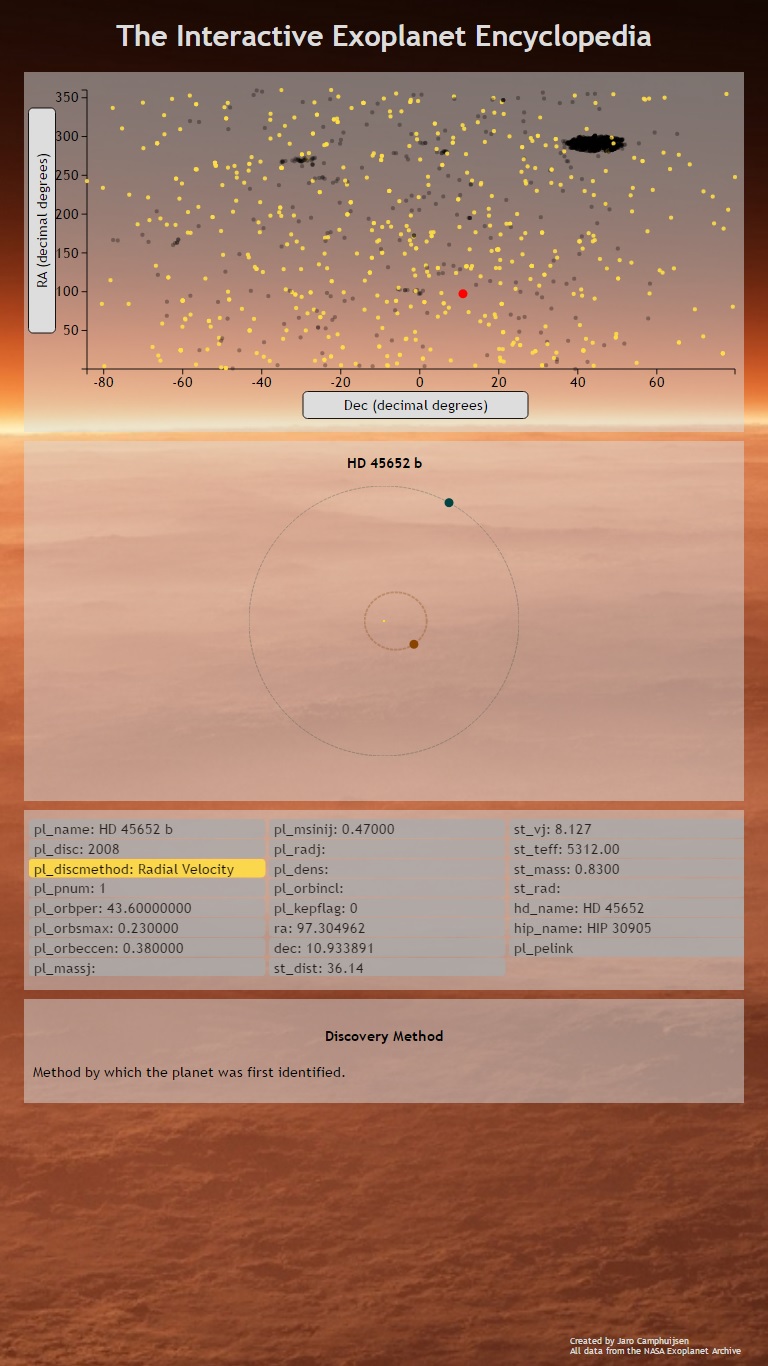 The Interactive Exoplanet Encyclopedia
350
300
250
200
150
100
50
RA (decimal degrees)
-80 -60 -40 -20 0 20 40 60
Dec (decimal degrees)
HD 45652 b
pl_name: HD 45652 b
pl_disc: 2008
pl_discmethod: Radial Velocity
pl_pnum: 1
pl_orbper: 43.60000000
pl_orbsmax: 0.230000
pl_orbeccen: 0.380000
pl_massj:
pl_msinij: 0.47000
pl_radj:
pl_dens:
pl_orbincl:
pl_kepflag: 0
ra: 97.304962
dec: 10.933891
st_dist: 36.14
st_vj: 8.127
st_teff: 5312.00
st_mass: 0.8300
st_rad:
hd_name: HD 45652
hip_name: HIP 30905
pl_pelink
Discovery Method
Method by which the planet was first identified.
Created by Jaro Camphuijsen
All data from the NASA Exoplanet Archive